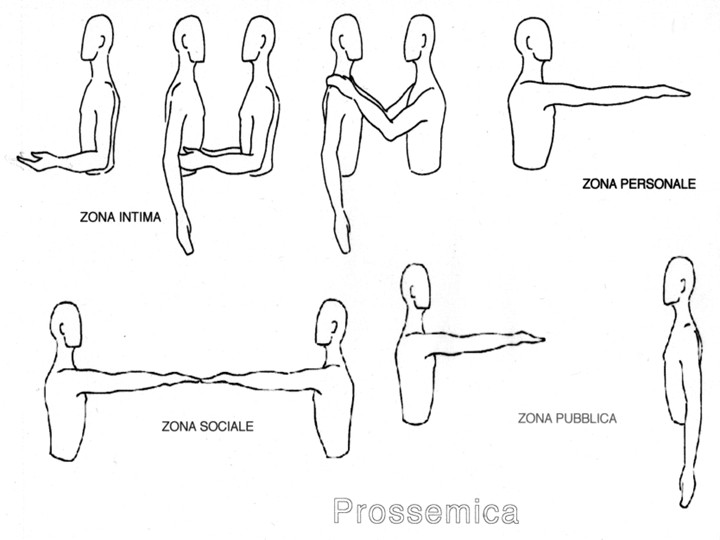 ZONA INTIMA
ZONA PERSONALE
ZONA SOCIALE
ZONA PUBBLICA
Prossemica